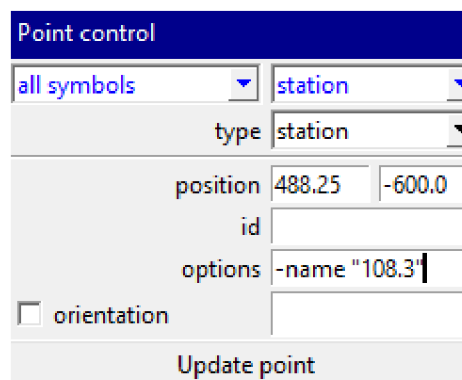 Point control
all symbols station
type station
position 488.25 -600.0
id
options -name "108.3"
orientation
Update point